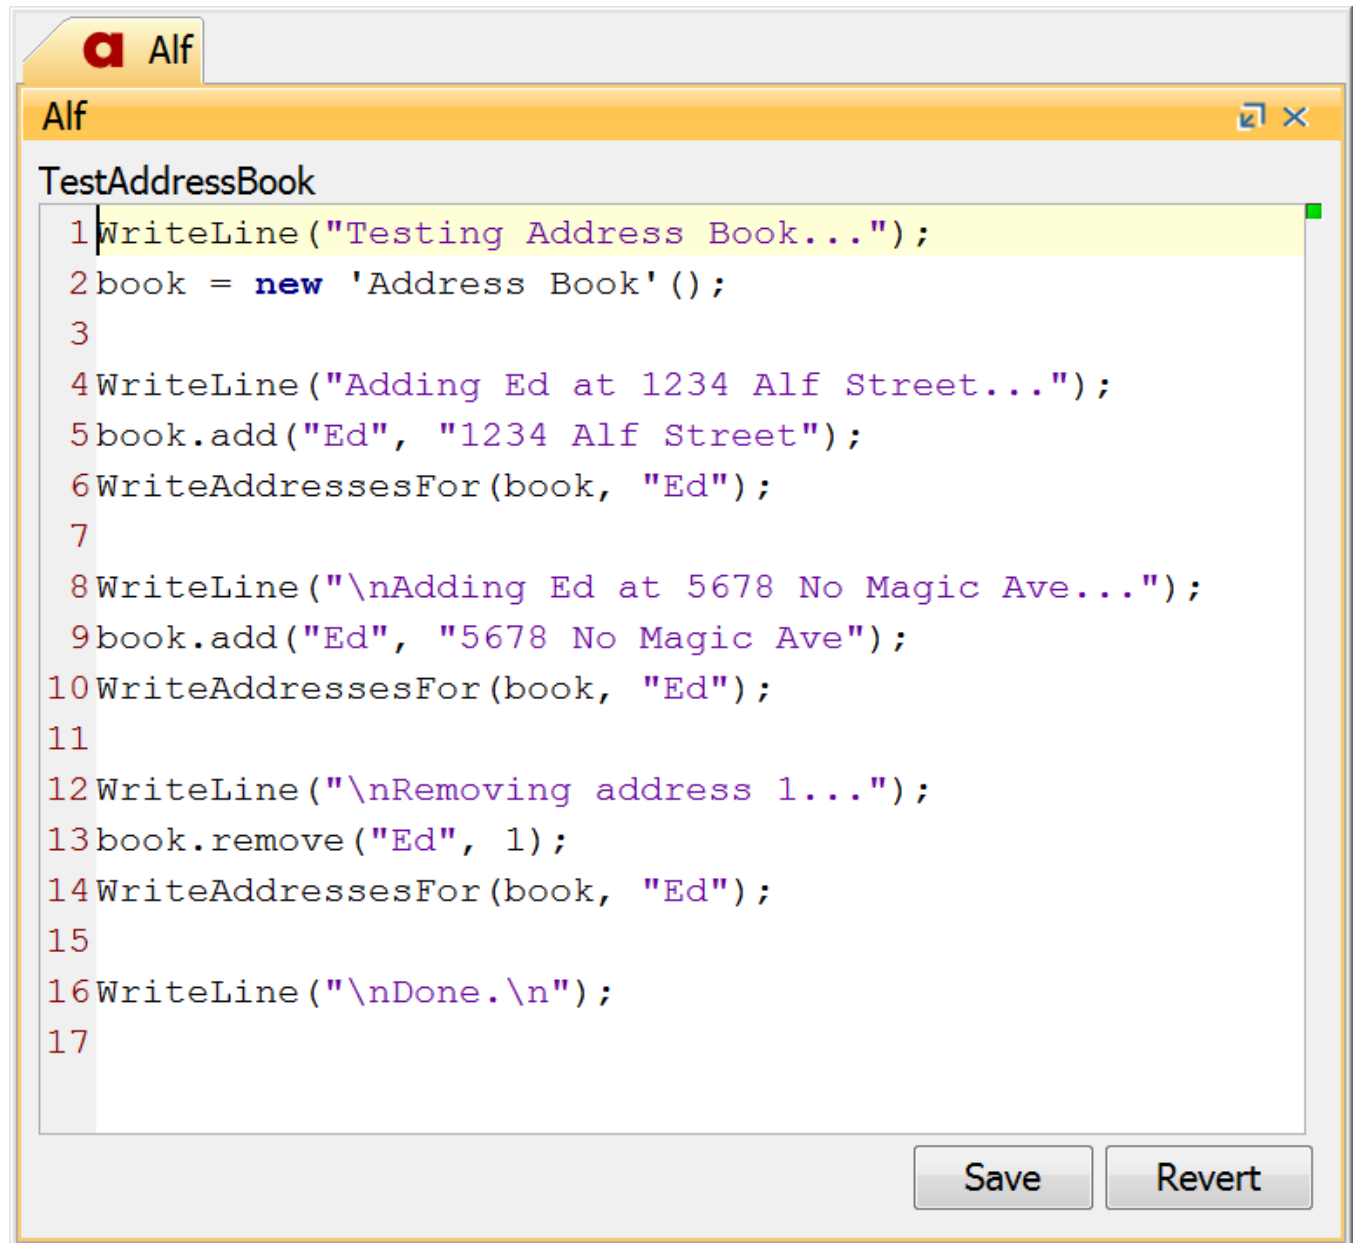 a Alf
Alf
TestAddressBook
1 WriteLine("Testing Address Book...");
2 book = new 'Address Book'();
3
4 WriteLine("Adding Ed at 1234 Alf Street...");
5 book.add("Ed", "1234 Alf Street");
6 WriteAddressesFor(book, "Ed");
7
8 WriteLine("\nAdding Ed at 5678 No Magic Ave...");
9 book.add("Ed", "5678 No Magic Ave");
10 WriteAddressesFor(book, "Ed");
11
12 WriteLine("\nRemoving address 1...");
13 book.remove("Ed", 1);
14 WriteAddressesFor(book, "Ed");
15
16 WriteLine("\nDone.\n");
17
Save Revert